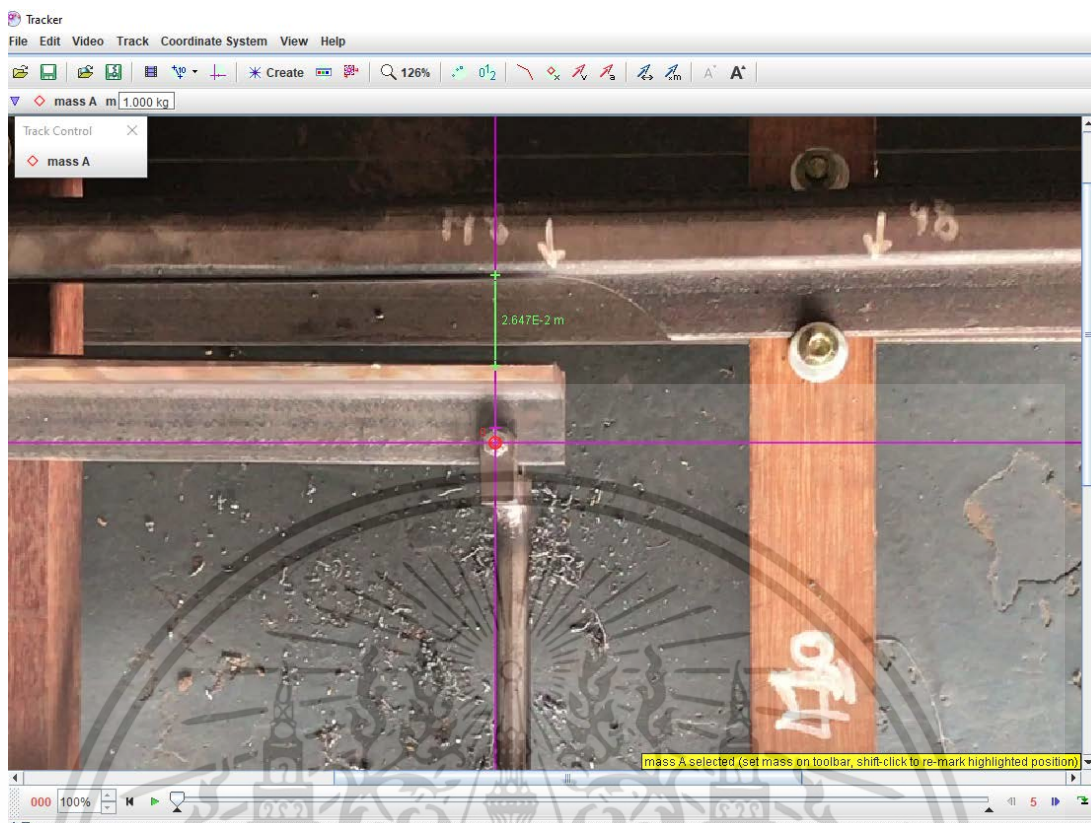 Tracker
File Edit Video Track Coordinate System View Help
Create 126%
mass A m 1.000 kg
Track Control
mass A
48
2.647E-2 m
mass A selected (set mass on toolbar, shift-click to re-mark highlighted position)
000 100% 5